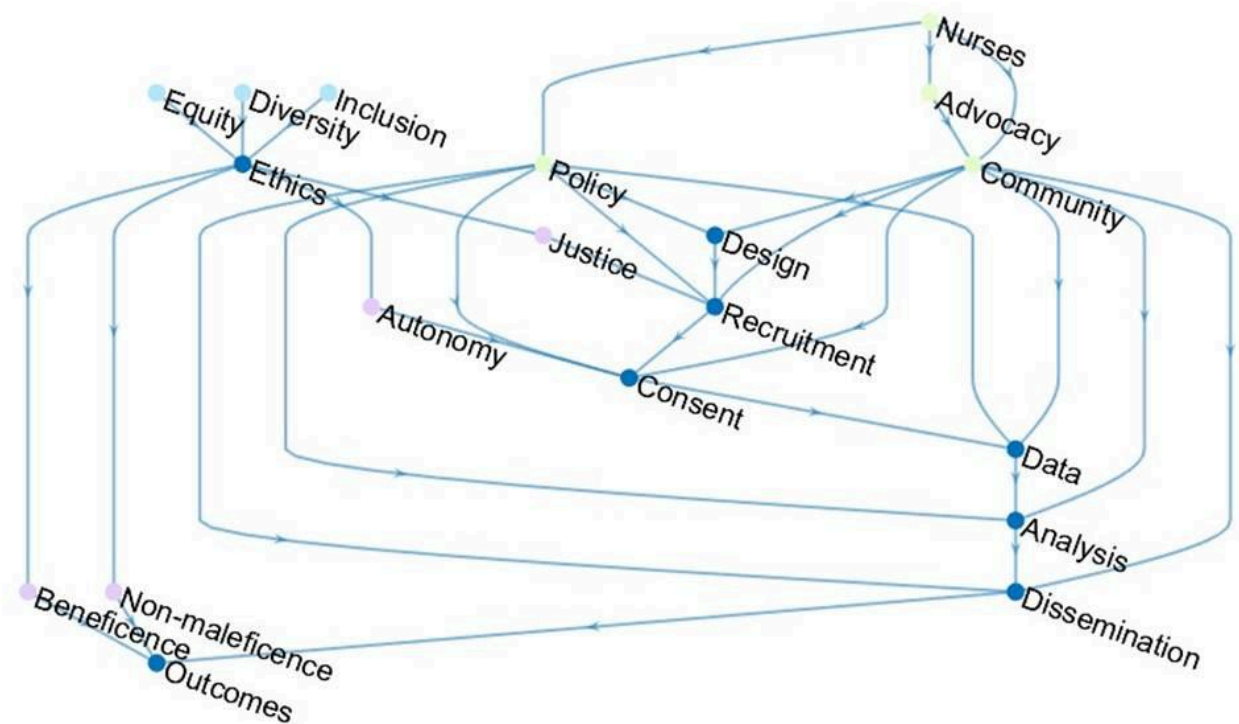 Nurses
Equity
Diversity
Inclusion
Advocacy
Ethics
Policy
Community
Justice
Design
Autonomy
Recruitment
Consent
Data
Analysis
Beneficence
Non-maleficence
Dissemination
Outcomes